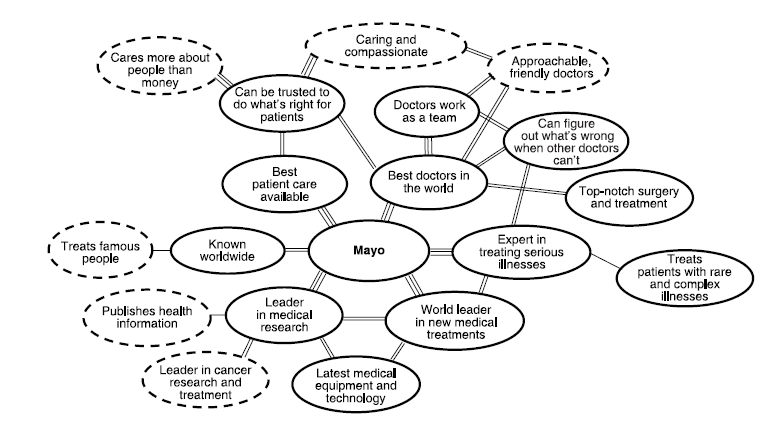 Caring and
compassionate
Cares more about
people than
money
Approachable,
friendly doctors
Can be trusted to
do what's right for
patients
Doctors work
as a team
Can figure
out what's wrong
when other doctors
can't
Best
patient care
available
Best doctors in
the world
Top-notch surgery
and treatment
Treats famous
people
Known
worldwide
Mayo
Expert in
treating serious
illnesses
Treats
patients with rare
and complex
illnesses
Publishes health
information
Leader
in medical
research
World leader
in new medical
treatments
Leader in cancer
research and
treatment
Latest medical
equipment and
technology